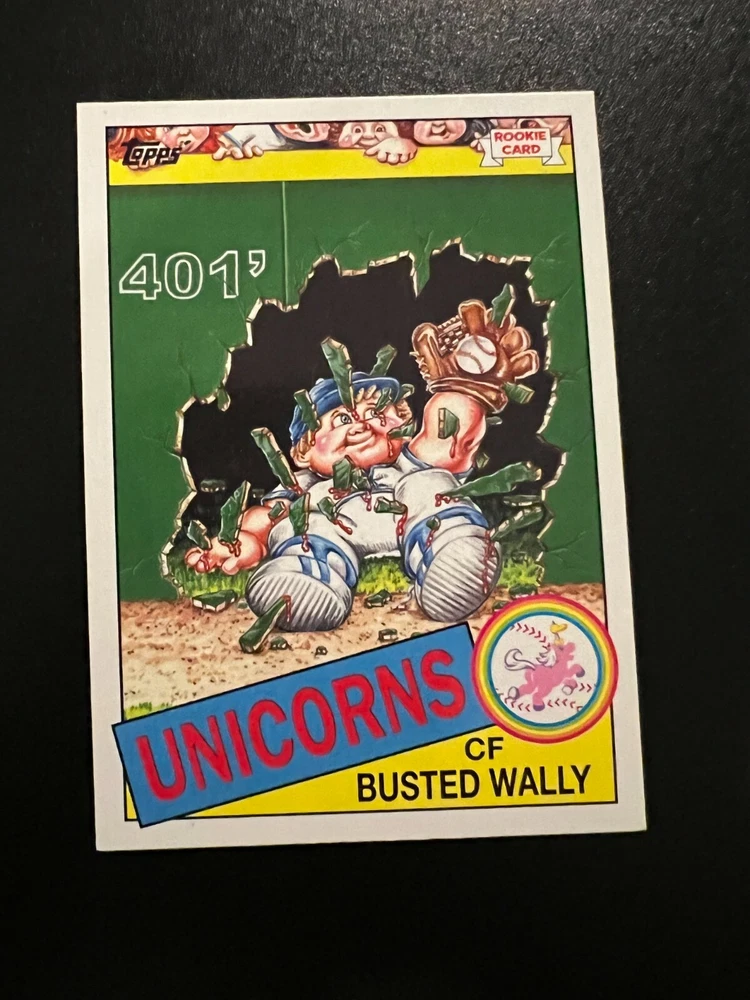 Topps
ROOKIE
CARD
401’
UNICORNS
CF
BUSTED WALLY